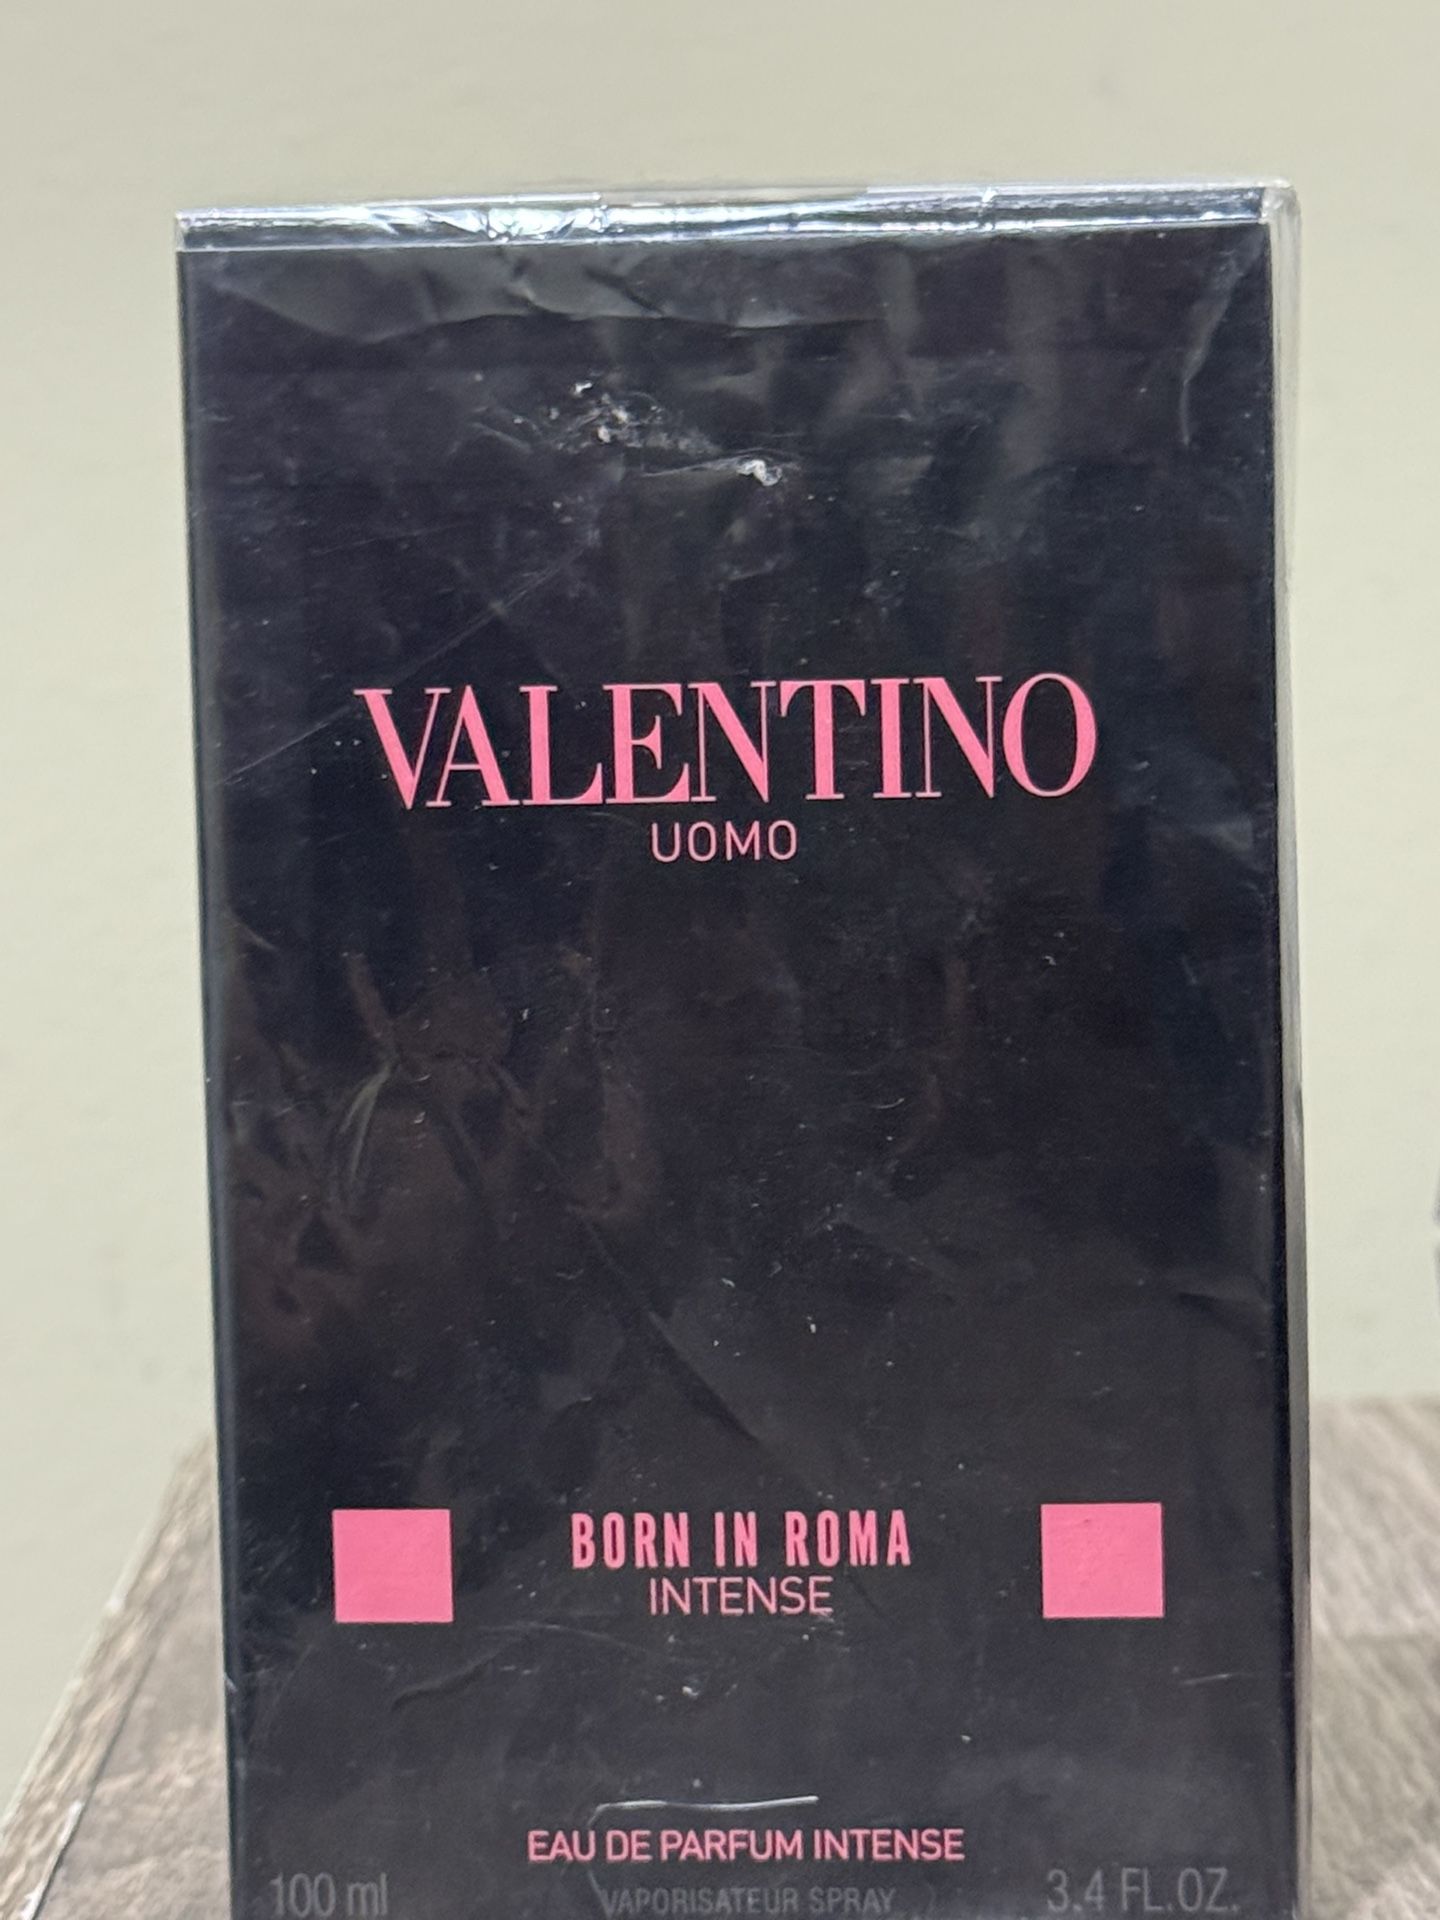 VALENTINO
UOMO
BORN IN ROMA
INTENSE
EAU DE PARFUM INTENSE
100 ml VAPORISATEUR SPRAY 3.4 FL.OZ.